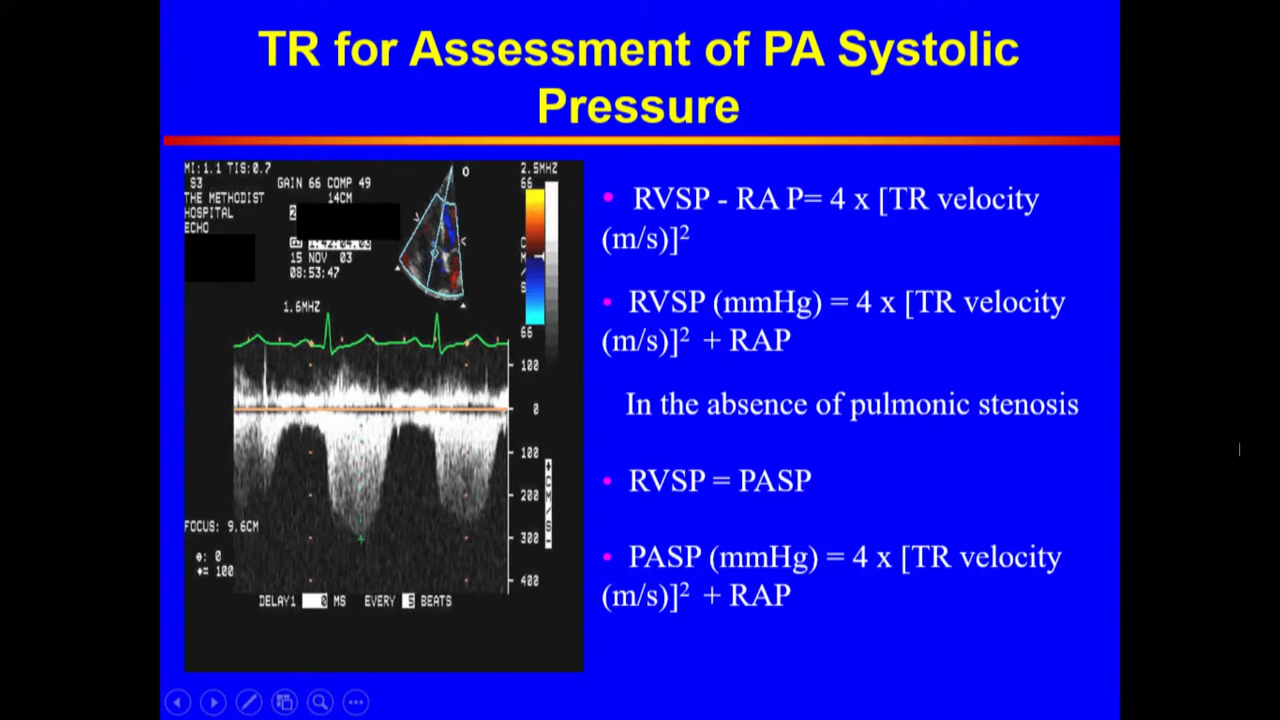 TR for Assessment of PA Systolic
Pressure
MI:1.1 TIS:0.7
S3
GAIN 66 COMP 49
THE METHODIST
14CM
HOSPITAL
ECHO
15 NOV 03
08:53:47
1.6MHZ
2.5MHZ
66
66
100
0
100
200
300
400
FOCUS: 9.6CM
DELAY1 0 MS EVERY 5 BEATS
• RVSP - RA P= 4 x [TR velocity
(m/s)]²
• RVSP (mmHg) = 4 x [TR velocity
(m/s)]² + RAP
In the absence of pulmonic stenosis
• RVSP = PASP
• PASP (mmHg) = 4 x [TR velocity
(m/s)]² + RAP